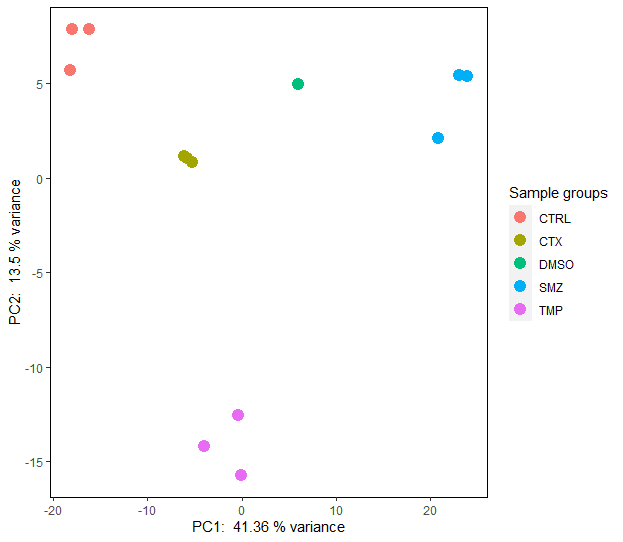 5
0
-5
-10
-15
PC2: 13.5 % variance
-20
-10
0
10
20
PC1: 41.36 % variance
Sample groups
CTRL
CTX
DMSO
SMZ
TMP